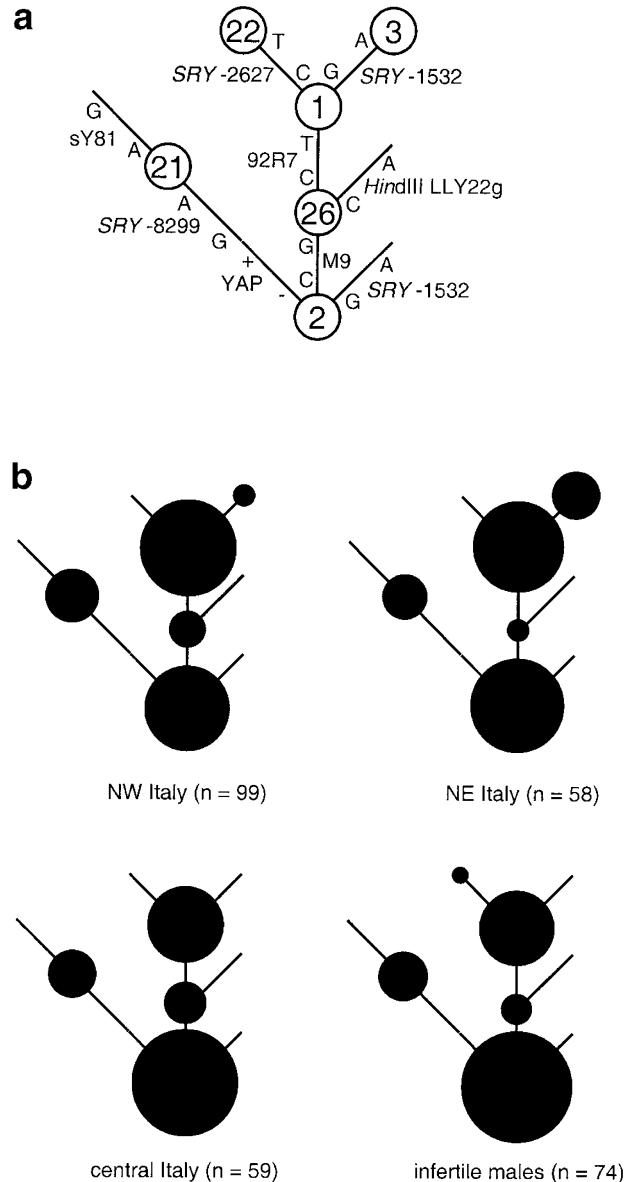 a
22 T A 3
SRY -2627 C G SRY -1532
1
G
sY81
A 21
T
92R7
C
A
HindIII LLY22g
26 C
A
SRY -8299
G
+
YAP
-
G
M9
C
A
SRY -1532
G
2
b
NW Italy (n = 99)
NE Italy (n = 58)
central Italy (n = 59)
infertile males (n = 74)